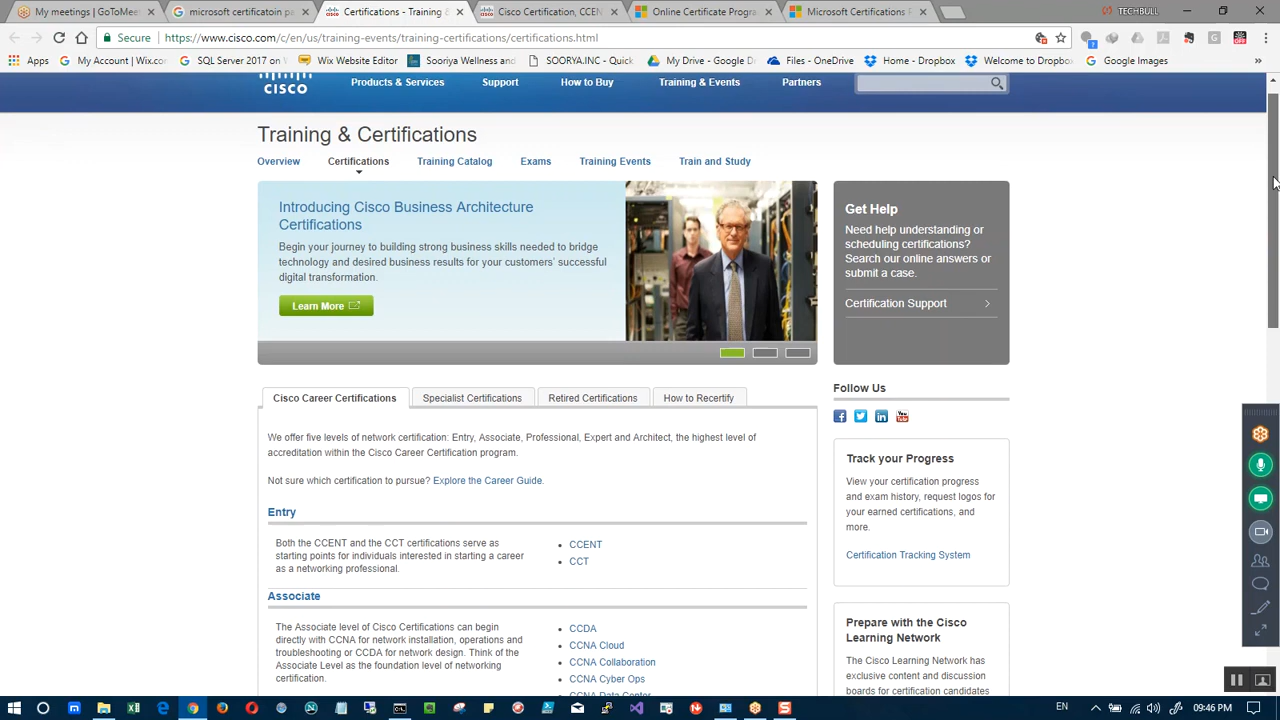 My meetings | GoToMeet
microsoft certificatoin p
Certifications - Training &
Cisco Certification, CCEN
Online Certificate Progra
Microsoft Certifications
TECHBULL
Secure
https://www.cisco.com/c/en/us/training-events/training-certifications/certifications.html
Apps
My Account | Wix.co
SQL Server 2017 on
Wix Website Editor
Sooriya Wellness and
SOORYA.INC - Quick
My Drive - Google D
Files - OneDrive
Dropbox
Welcome to Dropbox
Google Images
CISCO
Products & Services
Support
How to Buy
Training & Events
Partners
Training & Certifications
Overview
Certifications
Training Catalog
Exams
Training Events
Train and Study
Introducing Cisco Business Architecture
Certifications
Begin your journey to building strong business skills needed to bridge
technology and desired business results for your customers' successful
digital transformation.
Learn More
Get Help
Need help understanding or
scheduling certifications?
Search our online answers or
submit a case.
Certification Support
Follow Us
Cisco Career Certifications
Specialist Certifications
Retired Certifications
How to Recertify
We offer five levels of network certification: Entry, Associate, Professional, Expert and Architect, the highest level of
accreditation within the Cisco Career Certification program.
Not sure which certification to pursue? Explore the Career Guide.
Entry
Both the CCENT and the CCT certifications serve as
starting points for individuals interested in starting a career
as a networking professional.
CCENT
CCT
Associate
The Associate level of Cisco Certifications can begin
directly with CCNA for network installation, operations and
troubleshooting or CCDA for network design. Think of the
Associate Level as the foundation level of networking
certification.
CCDA
CCNA Cloud
CCNA Collaboration
CCNA Cyber Ops
CCNA Data Center
Track your Progress
View your certification progress
and exam history, request logos for
your earned certifications, and
more.
Certification Tracking System
Prepare with the Cisco
Learning Network
The Cisco Learning Network has
exclusive content and discussion
boards for certification candidates
EN
09:46 PM